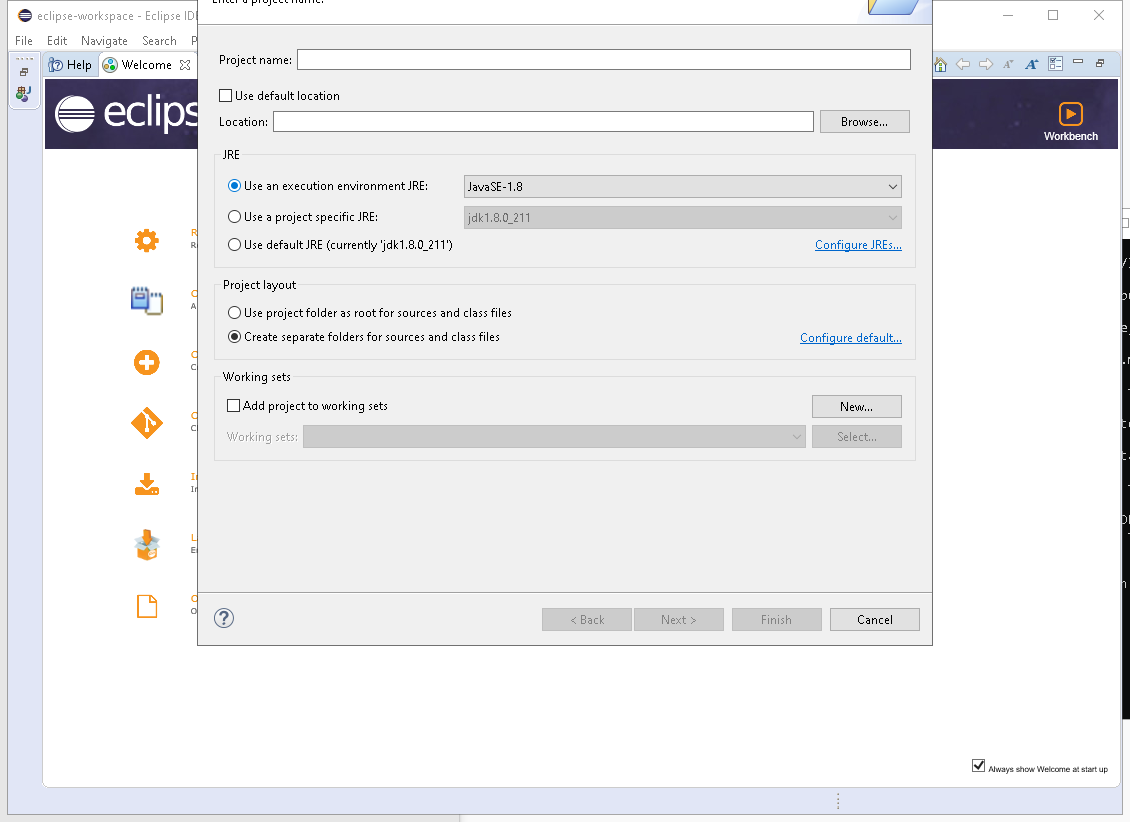 eclipse-workspace - Eclipse IDE
Enter a project name.
File Edit Navigate Search P
Help Welcome
Project name:
Use default location
Location: Browse...
eclips
Workbench
JRE
Use an execution environment JRE: JavaSE-1.8
Use a project specific JRE: jdk1.8.0_211
Use default JRE (currently 'jdk1.8.0_211') Configure JREs...
Project layout
Use project folder as root for sources and class files
Create separate folders for sources and class files Configure default...
Working sets
Add project to working sets New...
Working sets: Select...
< Back Next > Finish Cancel
Always show Welcome at start up